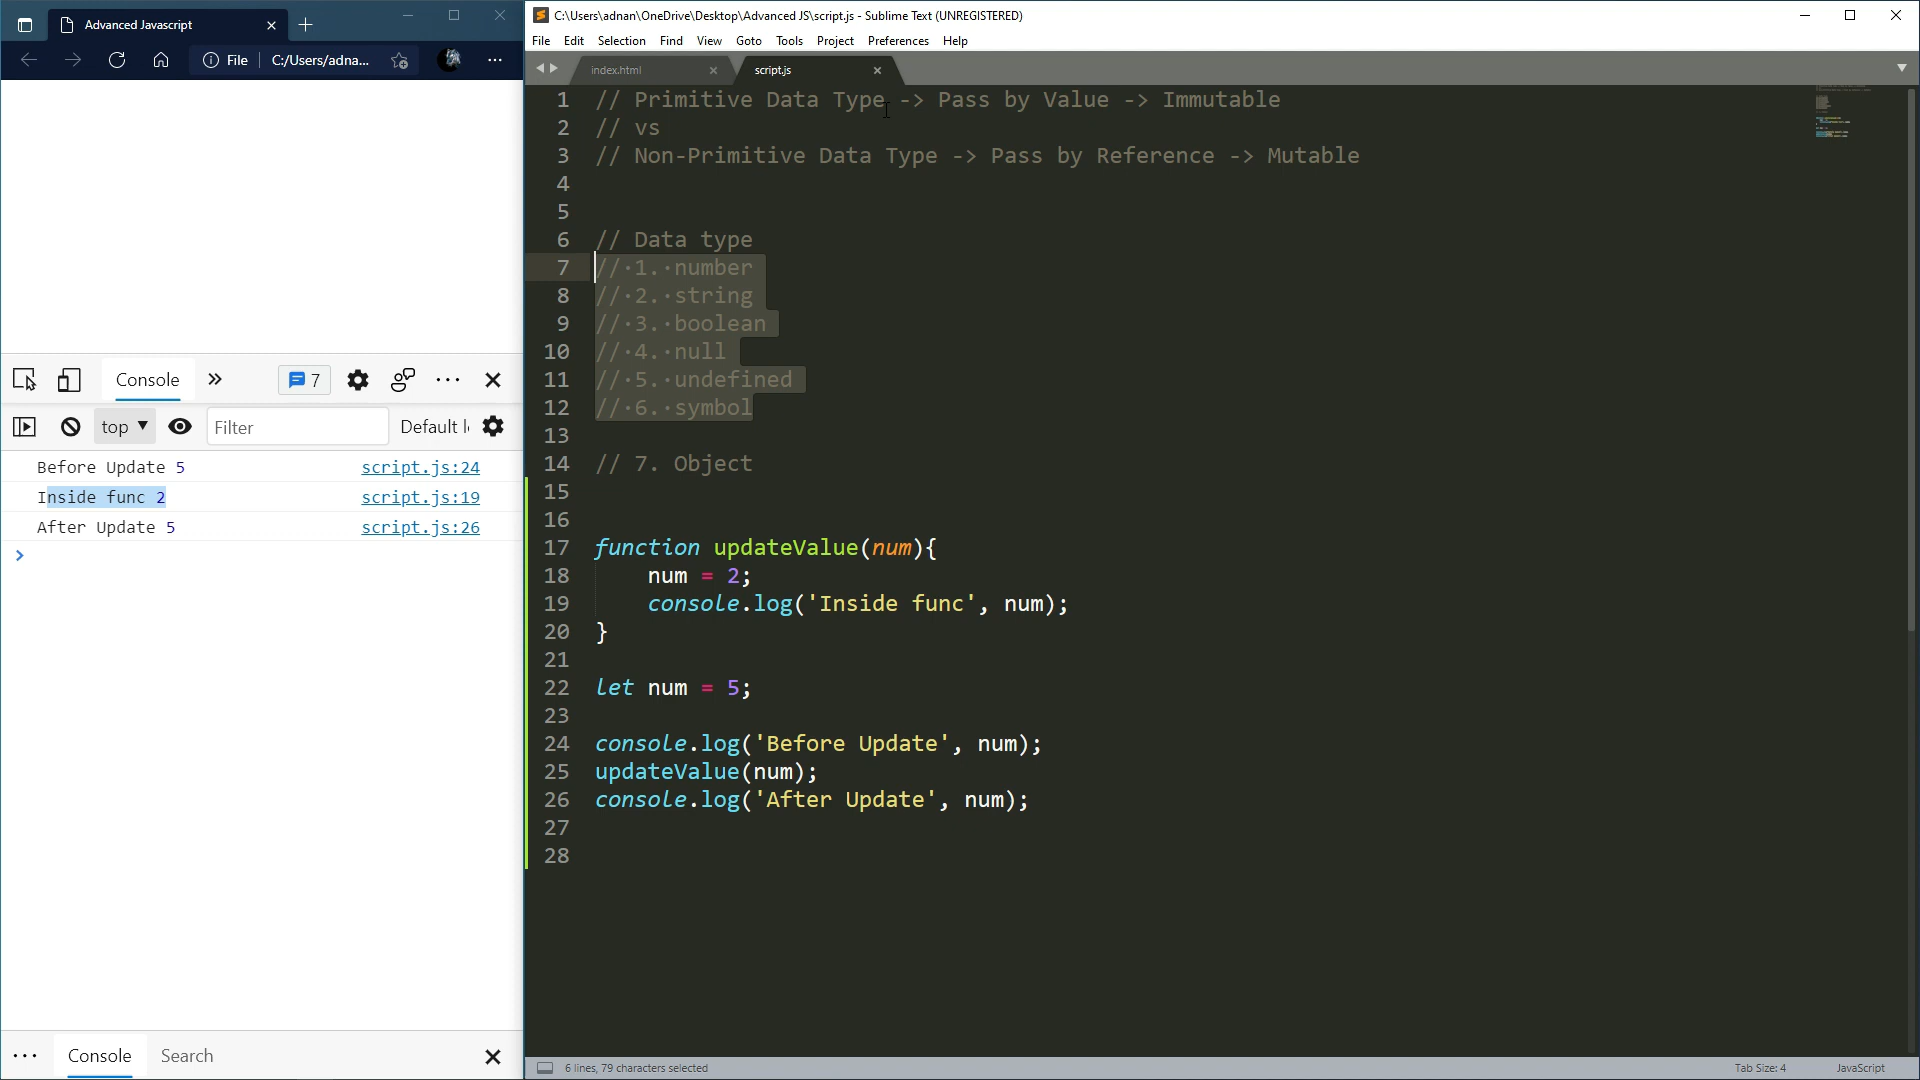 Advanced Javascript
File
C:/Users/adna...
Console
7
top
Filter
Default l
Before Update 5 script.js:24
Inside func 2 script.js:19
After Update 5 script.js:26
Console
Search
C:\Users\adnan\OneDrive\Desktop\Advanced JS\script.js - Sublime Text (UNREGISTERED)
File Edit Selection Find View Goto Tools Project Preferences Help
index.html
script.js
1 // Primitive Data Type -> Pass by Value -> Immutable
2 // vs
3 // Non-Primitive Data Type -> Pass by Reference -> Mutable
4
5
6 // Data type
7 // 1. number
8 // 2. string
9 // 3. boolean
10 // 4. null
11 // 5. undefined
12 // 6. symbol
13
14 // 7. Object
15
16
17 function updateValue(num){
18 num = 2;
19 console.log('Inside func', num);
20 }
21
22 let num = 5;
23
24 console.log('Before Update', num);
25 updateValue(num);
26 console.log('After Update', num);
27
28
6 lines, 79 characters selected
Tab Size: 4
JavaScript